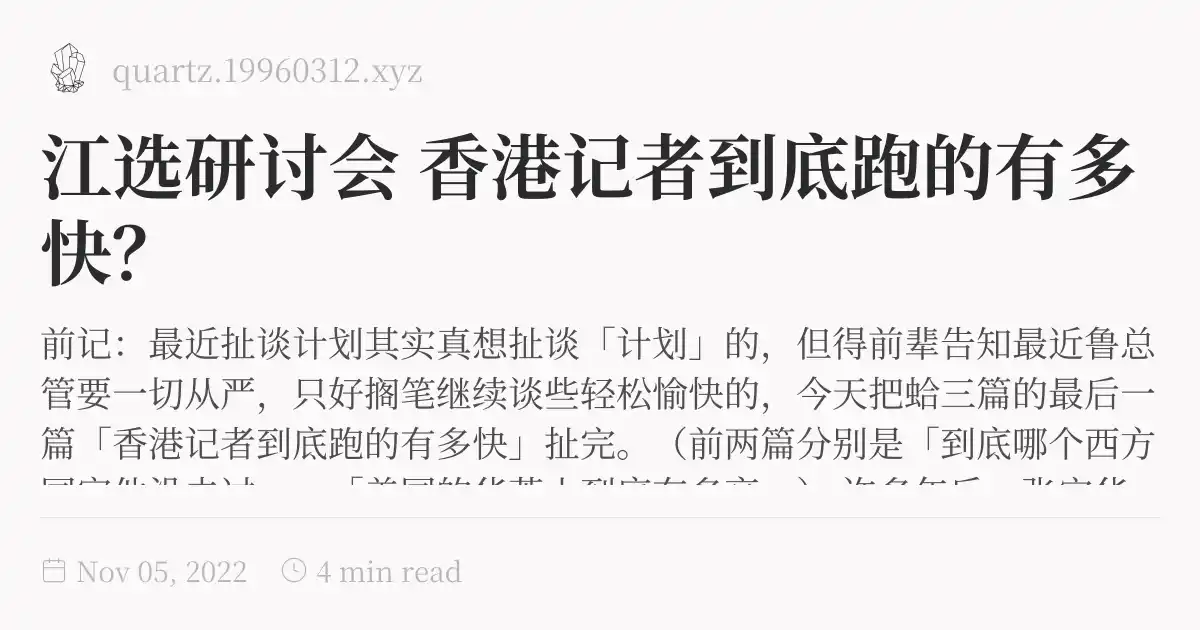 quartz.19960312.xyz
江选研讨会 香港记者到底跑的有多
快?
前记：最近扯谈计划其实真想扯谈「计划」的，但得前辈告知最近鲁总
管要一切从严，只好搁笔继续谈些轻松愉快的，今天把蛤三篇的最后一
篇「香港记者到底跑的有多快」扯完。（前两篇分别是「到底哪个西方
Nov 05, 2022
4 min read